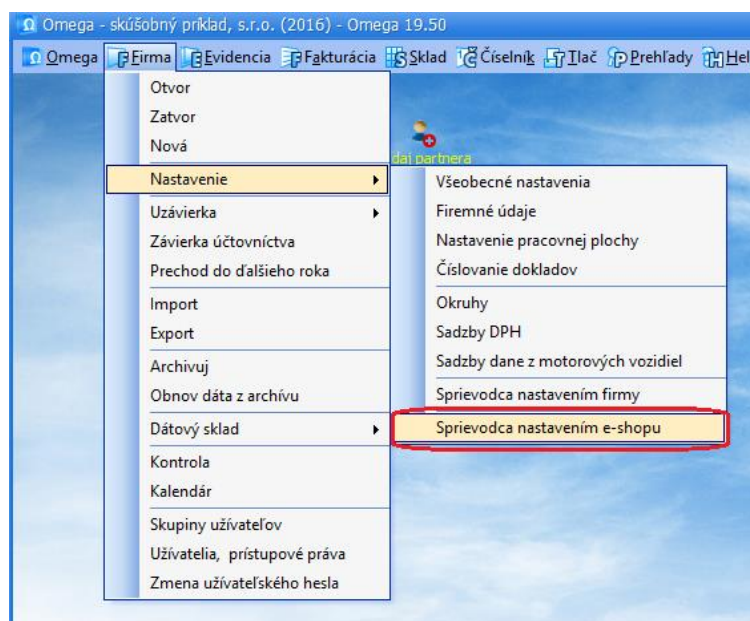 Omega - skúšobný príklad, s.r.o. (2016) - Omega 19.50
Omega Firma Evidencia Fakturácia Sklad Číselník Tlač Prehľady Hel
Otvor
Zatvor
Nová
Nastavenie
Uzávierka
Závierka účtovníctva
Prechod do ďalšieho roka
Import
Export
Archivuj
Obnov dáta z archívu
Dátový sklad
Kontrola
Kalendár
Skupiny užívateľov
Užívatelia, prístupové práva
Zmena užívateľského hesla
daj partnera
Všeobecné nastavenia
Firemné údaje
Nastavenie pracovnej plochy
Číslovanie dokladov
Okruhy
Sadzby DPH
Sadzby dane z motorových vozidiel
Sprievodca nastavením firmy
Sprievodca nastavením e-shopu